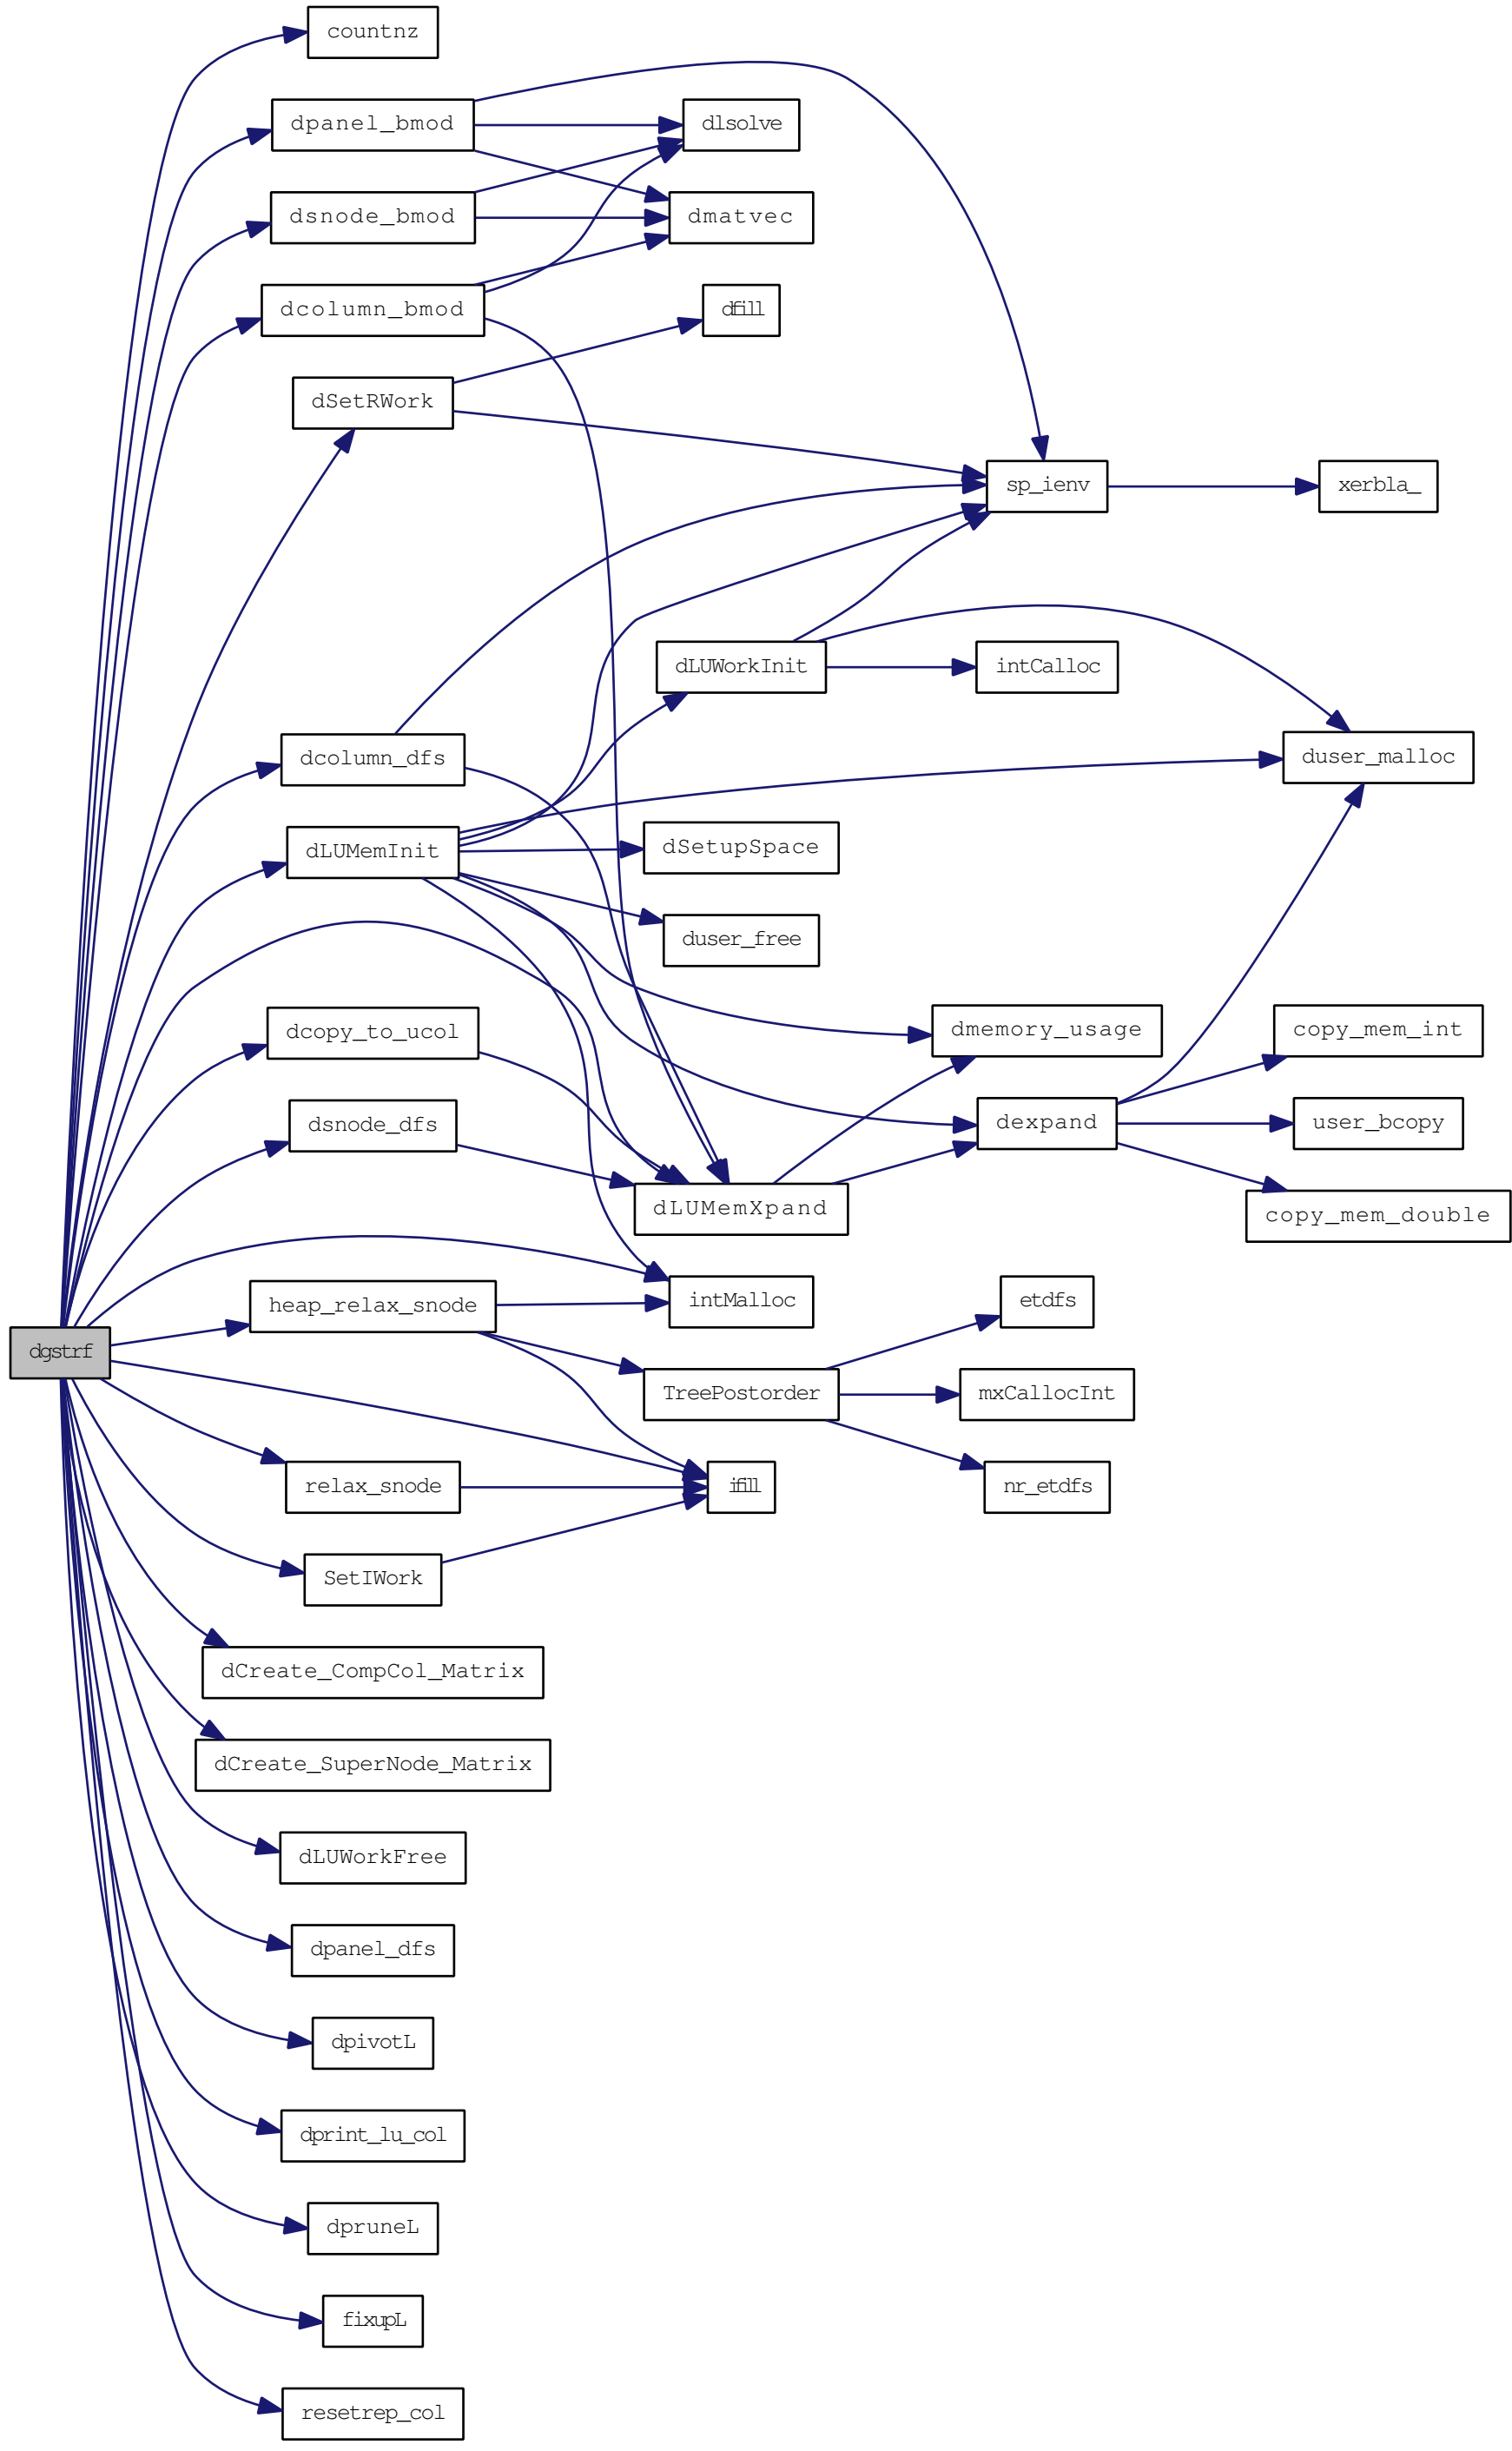 countnz
dpanel_bmod
dlsolve
dsnode_bmod
dmatvec
dcolumn_bmod
dfill
dSetRWork
sp_ienv
xerbla_
dLUWorkInit
intCalloc
dcolumn_dfs
duser_malloc
dLUMemInit
dSetupSpace
duser_free
dcopy_to_ucol
dmemory_usage
copy_mem_int
dsnode_dfs
dexpand
user_bcopy
dLUMemXpand
copy_mem_double
heap_relax_snode
intMalloc
etdfs
dgstrf
TreePostorder
mxCallocInt
relax_snode
ifill
nr_etdfs
SetIWork
dCreate_CompCol_Matrix
dCreate_SuperNode_Matrix
dLUWorkFree
dpanel_dfs
dpivotL
dprint_lu_col
dpruneL
fixupL
resetrep_col